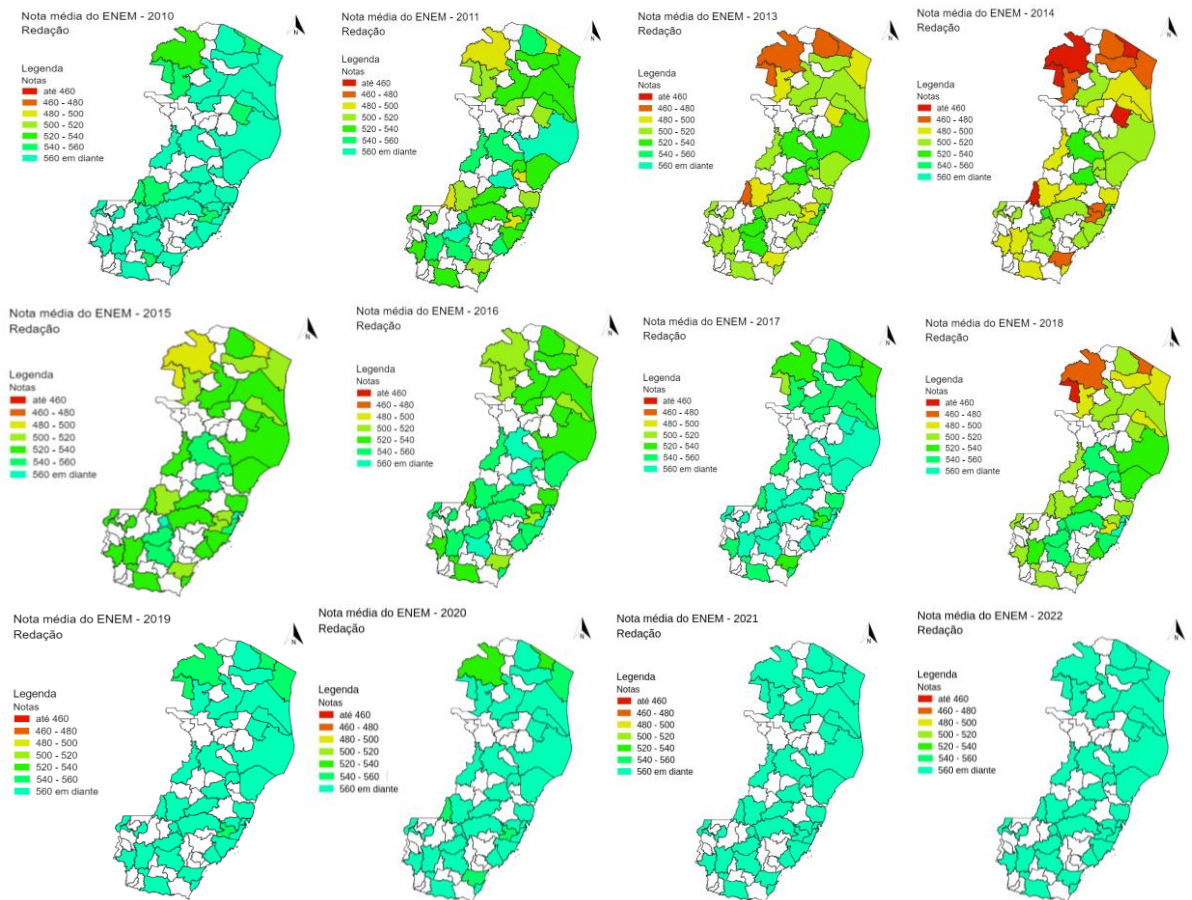 Nota média do ENEM - 2010
Redação
N
Legenda
Notas
até 460
460 - 480
480 - 500
500 - 520
520 - 540
540 - 560
560 em diante
Nota média do ENEM - 2011
Redação
N
Legenda
Notas
até 460
460 - 480
480 - 500
500 - 520
520 - 540
540 - 560
560 em diante
Nota média do ENEM - 2013
Redação
N
Legenda
Notas
até 460
460 - 480
480 - 500
500 - 520
520 - 540
540 - 560
560 em diante
Nota média do ENEM - 2014
Redação
N
Legenda
Notas
até 460
460 - 480
480 - 500
500 - 520
520 - 540
540 - 560
560 em diante
Nota média do ENEM - 2015
Redação
N
Legenda
Notas
até 460
460 - 480
480 - 500
500 - 520
520 - 540
540 - 560
560 em diante
Nota média do ENEM - 2016
Redação
N
Legenda
Notas
até 460
460 - 480
480 - 500
500 - 520
520 - 540
540 - 560
560 em diante
Nota média do ENEM - 2017
Redação
N
Legenda
Notas
até 460
460 - 480
480 - 500
500 - 520
520 - 540
540 - 560
560 em diante
Nota média do ENEM - 2018
Redação
N
Legenda
Notas
até 460
460 - 480
480 - 500
500 - 520
520 - 540
540 - 560
560 em diante
Nota média do ENEM - 2019
Redação
N
Legenda
Notas
até 460
460 - 480
480 - 500
500 - 520
520 - 540
540 - 560
560 em diante
Nota média do ENEM - 2020
Redação
N
Legenda
Notas
até 460
460 - 480
480 - 500
500 - 520
520 - 540
540 - 560
560 em diante
Nota média do ENEM - 2021
Redação
N
Legenda
Notas
até 460
460 - 480
480 - 500
500 - 520
520 - 540
540 - 560
560 em diante
Nota média do ENEM - 2022
Redação
N
Legenda
Notas
até 460
460 - 480
480 - 500
500 - 520
520 - 540
540 - 560
560 em diante